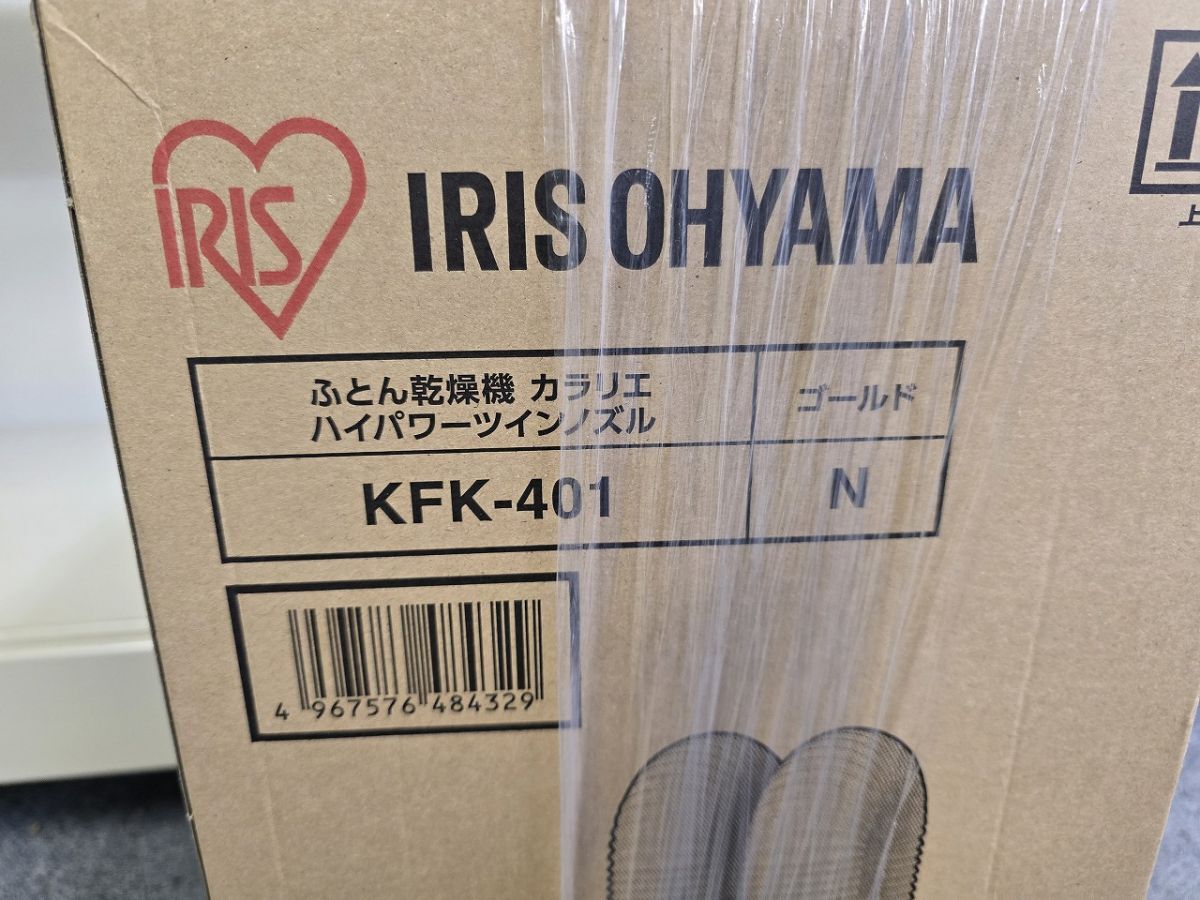 IRIS
IRIS OHYAMA
上
ふとん乾燥機 カラリエ
ハイパワーツインノズル
ゴールド
KFK-401
N
4 967576 484329